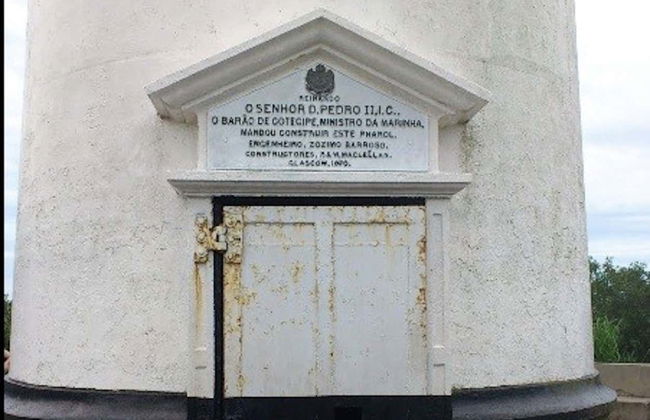 REINANDO
O SENHOR D. PEDRO II, I.C.,
O BARÃO DE COTEGIPE, MINISTRO DA MARINHA,
MANDOU CONSTRUIR ESTE PHAROL.
ENGENHEIRO, ZOZIMO BARROSO.
CONSTRUCTORES, P. & W. MACLELLAN.
GLASGOW, 1870.